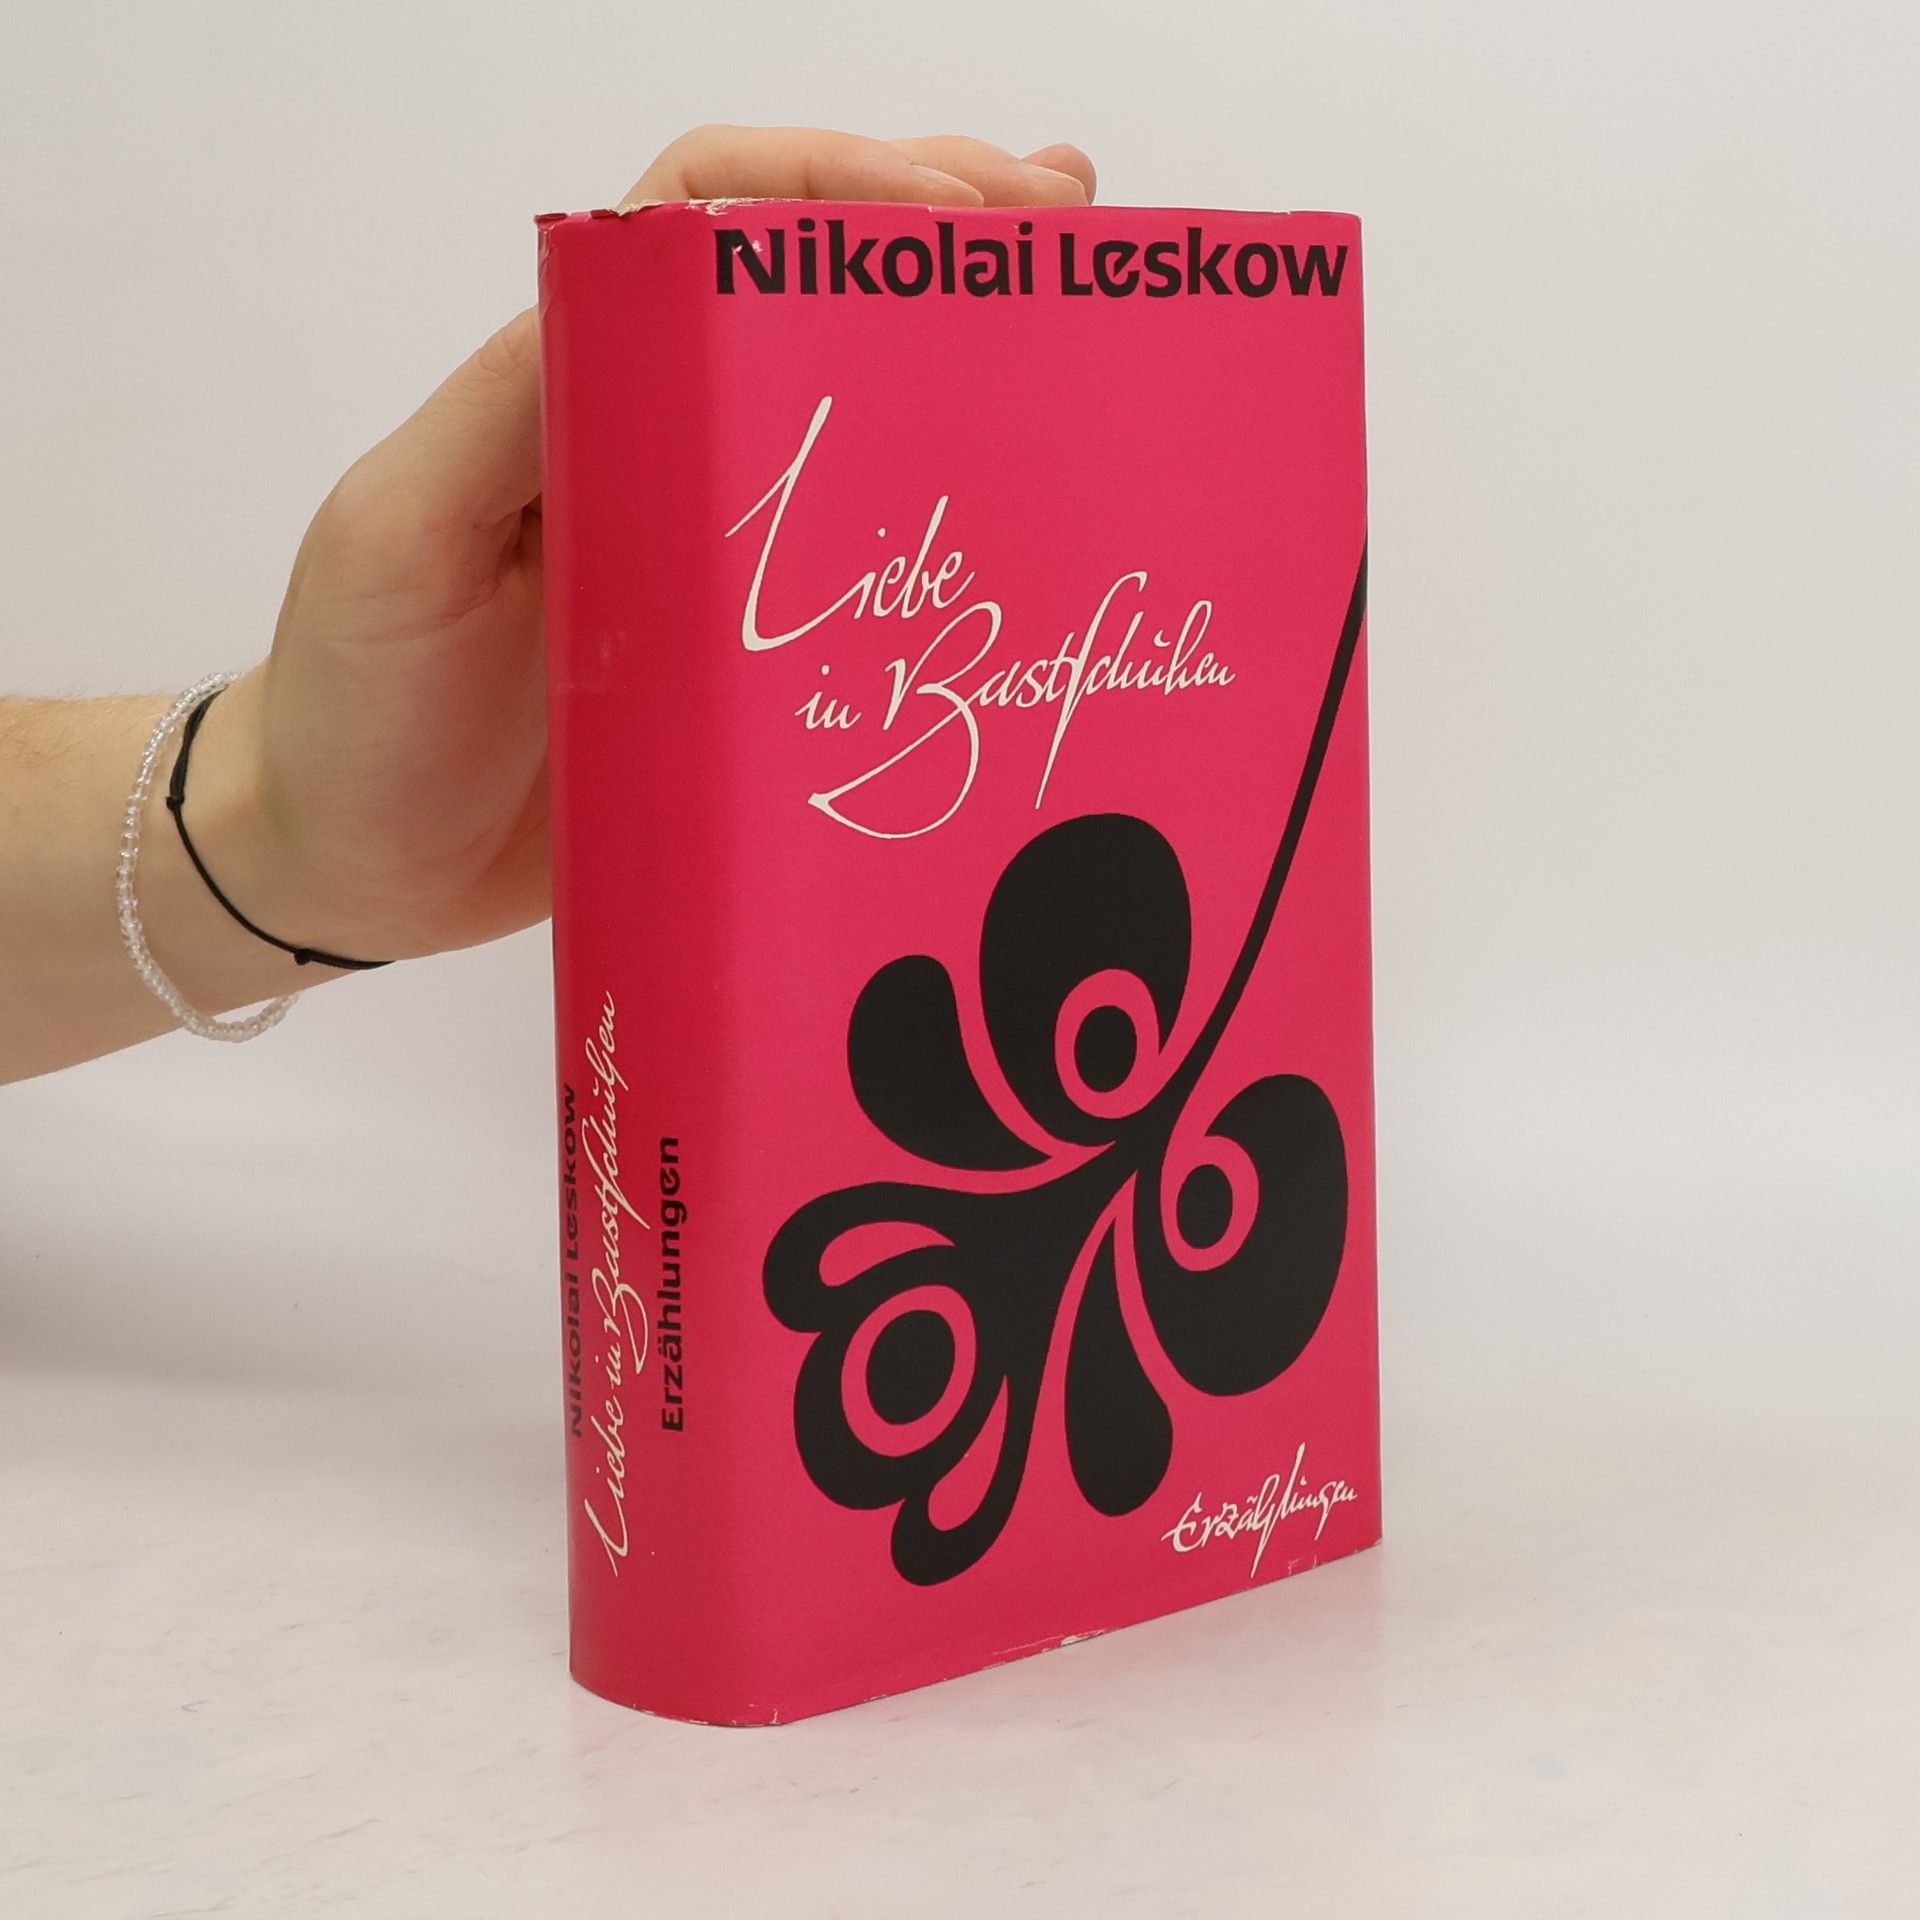 Nikolai Leskow
Liebe
in Bastschuhen
Erzählungen
Nikolai Leskow
Liebe in Bastschuhen
Erzählungen